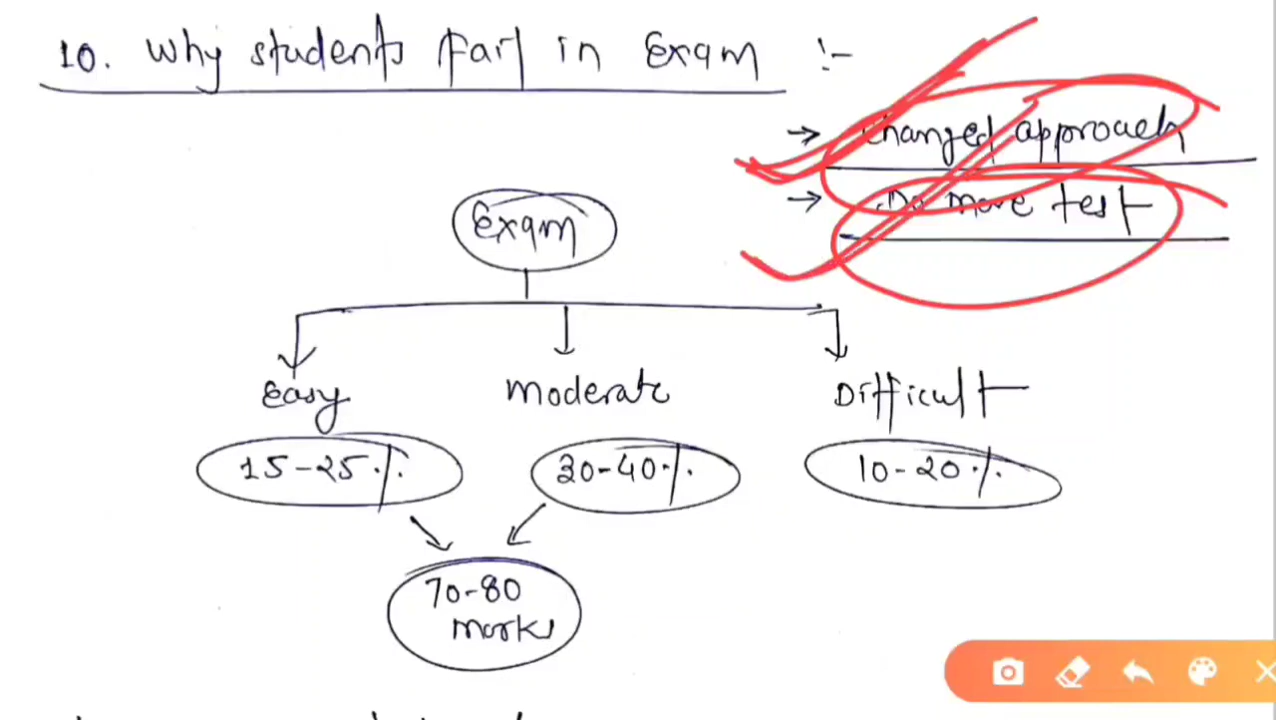 10. Why students Fail in Exam :-
→ changed approach
→ Do more test
Exam
Easy
Moderate
Difficult
15-25%
30-40%
10-20%
70-80
marks